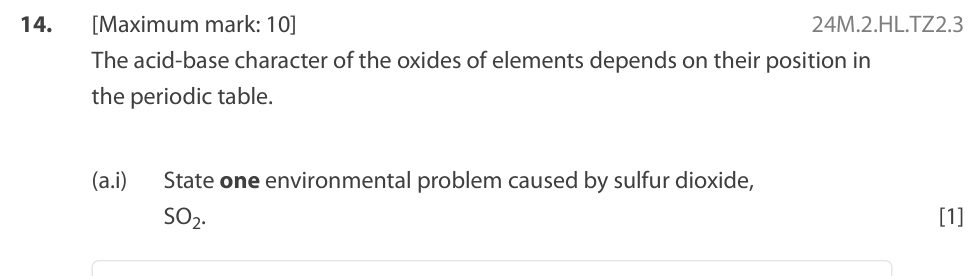 14. [Maximum mark: 10] 24M.2.HL.TZ2.3
The acid-base character of the oxides of elements depends on their position in
the periodic table.
(a.i) State one environmental problem caused by sulfur dioxide,
SO₂. [1]